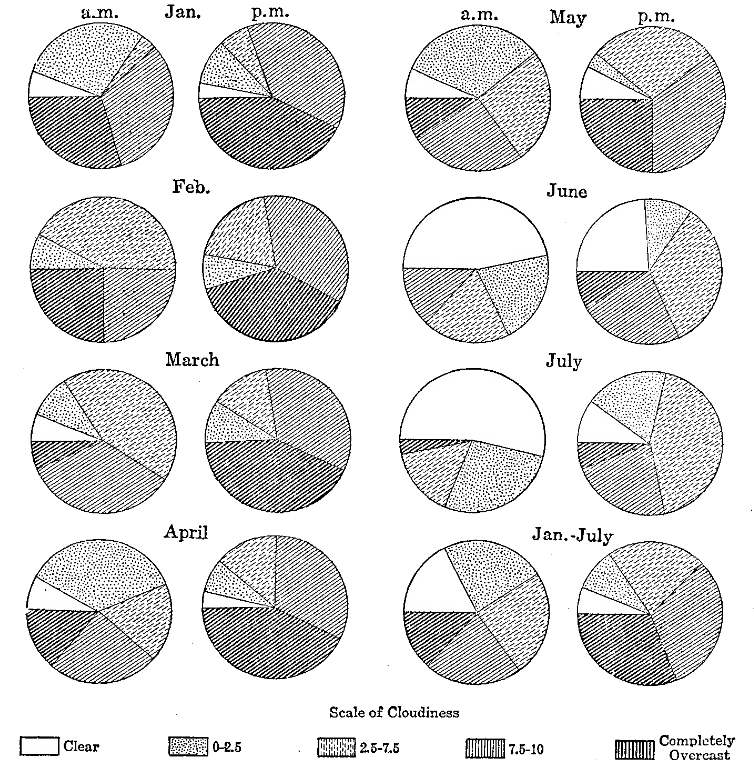 a.m. Jan. p.m.
a.m. May p.m.
Feb.
June
March
July
April
Jan.-July
Scale of Cloudiness
Clear
0-2.5
2.5-7.5
7.5-10
Completely
Overcast